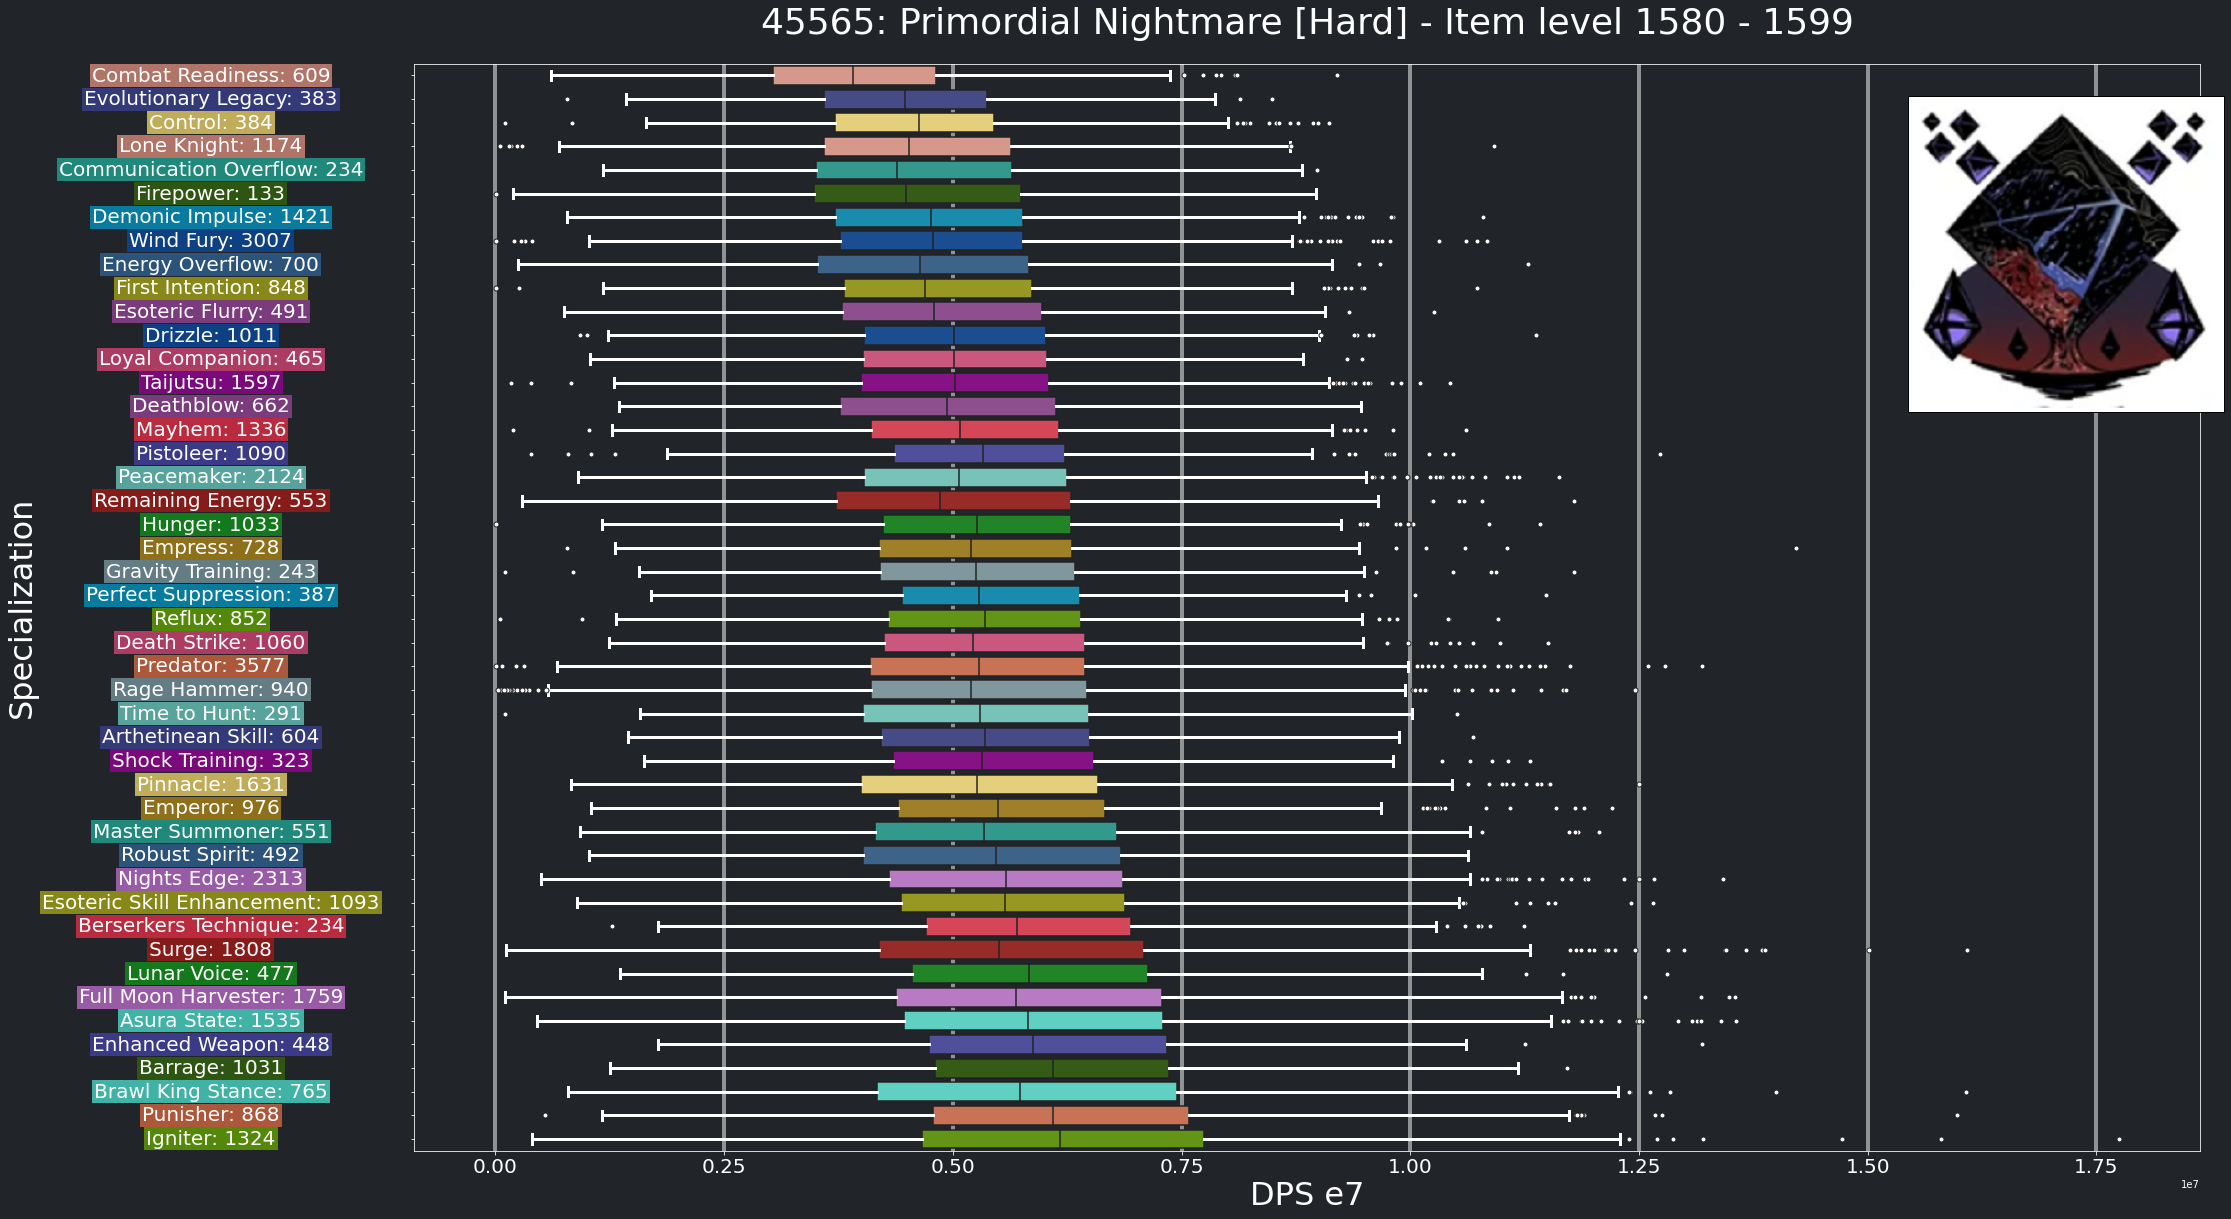 45565: Primordial Nightmare [Hard] - Item level 1580 - 1599
Combat Readiness: 609
Evolutionary Legacy: 383
Control: 384
Lone Knight: 1174
Communication Overflow: 234
Firepower: 133
Demonic Impulse: 1421
Wind Fury: 3007
Energy Overflow: 700
First Intention: 848
Esoteric Flurry: 491
Drizzle: 1011
Loyal Companion: 465
Taijutsu: 1597
Deathblow: 662
Mayhem: 1336
Pistoleer: 1090
Peacemaker: 2124
Remaining Energy: 553
Hunger: 1033
Empress: 728
Gravity Training: 243
Perfect Suppression: 387
Reflux: 852
Death Strike: 1060
Predator: 3577
Rage Hammer: 940
Time to Hunt: 291
Arthetinean Skill: 604
Shock Training: 323
Pinnacle: 1631
Emperor: 976
Master Summoner: 551
Robust Spirit: 492
Nights Edge: 2313
Esoteric Skill Enhancement: 1093
Berserkers Technique: 234
Surge: 1808
Lunar Voice: 477
Full Moon Harvester: 1759
Asura State: 1535
Enhanced Weapon: 448
Barrage: 1031
Brawl King Stance: 765
Punisher: 868
Igniter: 1324
Specialization
0.00 0.25 0.50 0.75 1.00 1.25 1.50 1.75
1e7
DPS e7